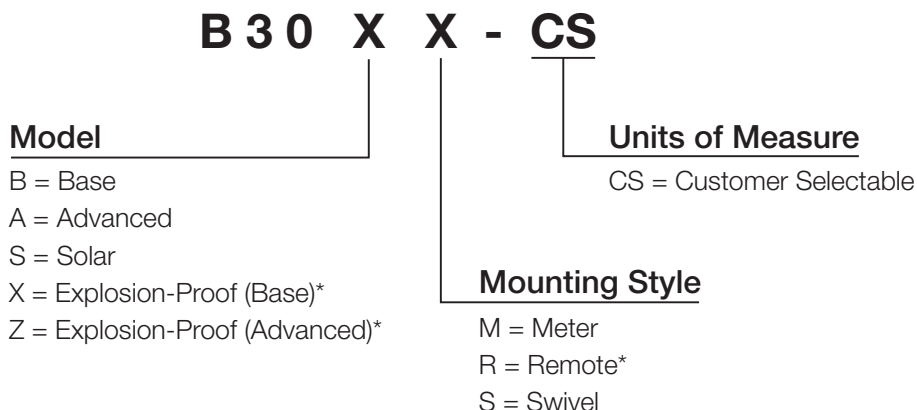 B30 X X - CS
Model
B = Base
A = Advanced
S = Solar
X = Explosion-Proof (Base)*
Z = Explosion-Proof (Advanced)*
Units of Measure
CS = Customer Selectable
Mounting Style
M = Meter
R = Remote*
S = Swivel